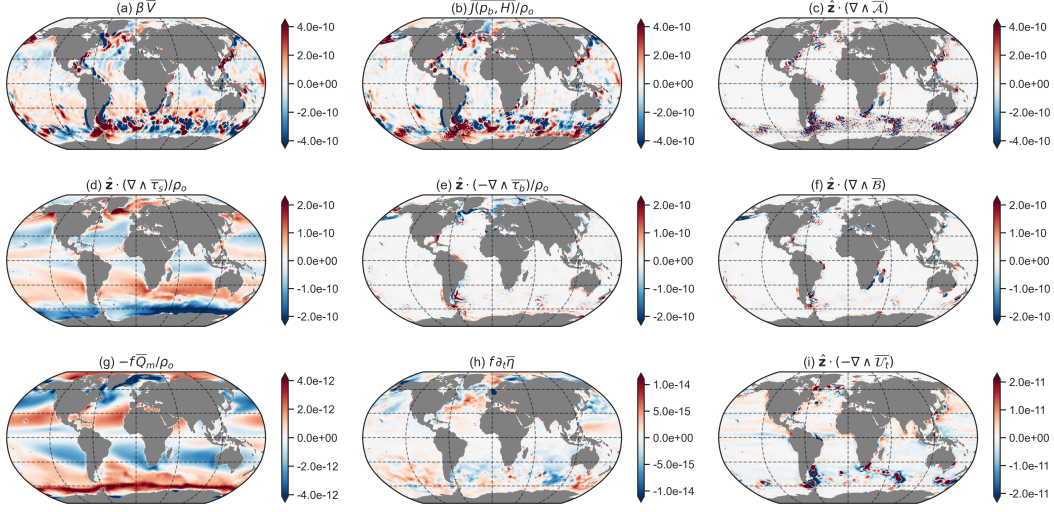 (a) β V̅
4.0e-10
2.0e-10
0.0e+00
-2.0e-10
-4.0e-10
(b) J(p_b, H)̅/ρ_o
4.0e-10
2.0e-10
0.0e+00
-2.0e-10
-4.0e-10
(c) ẑ · (∇ ∧ 𝒜̅)
4.0e-10
2.0e-10
0.0e+00
-2.0e-10
-4.0e-10
(d) ẑ · (∇ ∧ τ_s̅)/ρ_o
2.0e-10
1.0e-10
0.0e+00
-1.0e-10
-2.0e-10
(e) ẑ · (−∇ ∧ τ_b̅)/ρ_o
2.0e-10
1.0e-10
0.0e+00
-1.0e-10
-2.0e-10
(f) ẑ · (∇ ∧ ℬ̅)
2.0e-10
1.0e-10
0.0e+00
-1.0e-10
-2.0e-10
(g) −f Q̅_m/ρ_o
4.0e-12
2.0e-12
0.0e+00
-2.0e-12
-4.0e-12
(h) f ∂_t η̅
1.0e-14
5.0e-15
0.0e+00
-5.0e-15
-1.0e-14
(i) ẑ · (−∇ ∧ 𝒰_t̅)
2.0e-11
1.0e-11
0.0e+00
-1.0e-11
-2.0e-11